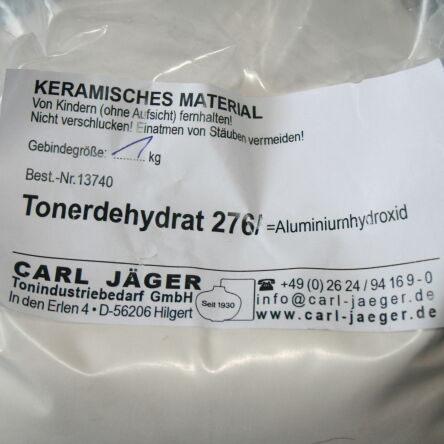 KERAMISCHES MATERIAL
Von Kindern (ohne Aufsicht) fernhalten!
Nicht verschlucken! Einatmen von Stäuben vermeiden!
Gebindegröße: 1 kg
Best.-Nr.13740
Tonerdehydrat 276/ =Aluminiumhydroxid
CARL JÄGER
Tonindustriebedarf GmbH
In den Erlen 4 • D-56206 Hilgert
Seit 1930
☎ +49 (0) 26 24 / 94 16 9-0
info@carl-jaeger.de
www.carl-jaeger.de